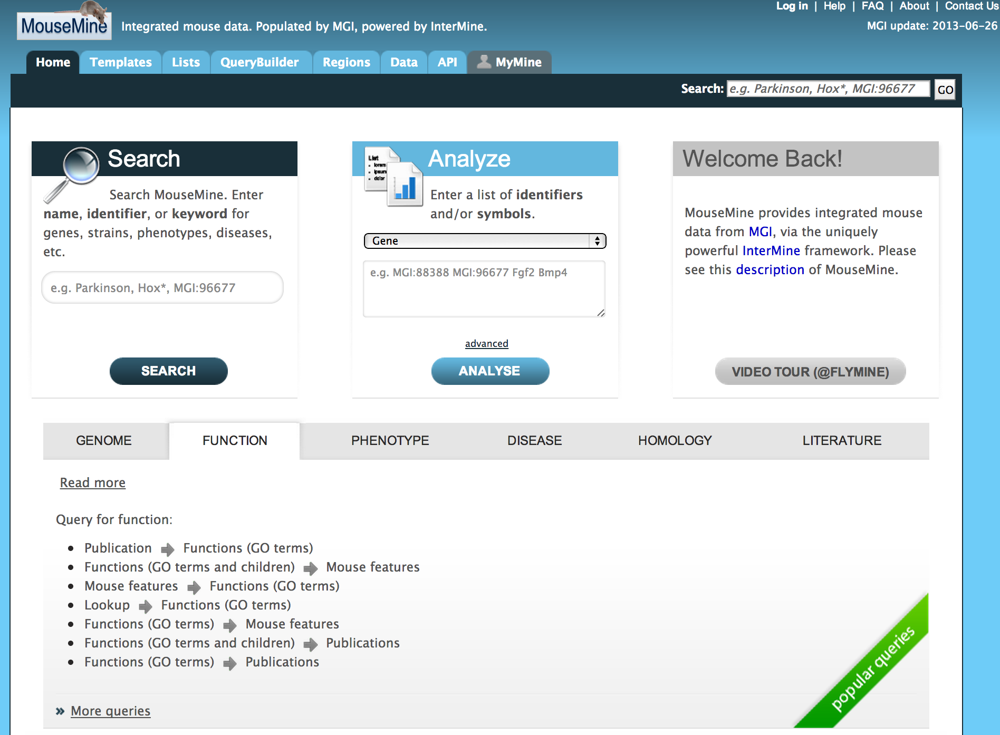 MouseMine
Integrated mouse data. Populated by MGI, powered by InterMine.
Log in | Help | FAQ | About | Contact Us
MGI update: 2013-06-26
Home Templates Lists QueryBuilder Regions Data API MyMine
Search: e.g. Parkinson, Hox*, MGI:96677 GO
Search
Search MouseMine. Enter
name, identifier, or keyword for
genes, strains, phenotypes, diseases,
etc.
e.g. Parkinson, Hox*, MGI:96677
SEARCH
List
lorem
ipsum
dolor
Analyze
Enter a list of identifiers
and/or symbols.
Gene
e.g. MGI:88388 MGI:96677 Fgf2 Bmp4
advanced
ANALYSE
Welcome Back!
MouseMine provides integrated mouse
data from MGI, via the uniquely
powerful InterMine framework. Please
see this description of MouseMine.
VIDEO TOUR (@FLYMINE)
GENOME FUNCTION PHENOTYPE DISEASE HOMOLOGY LITERATURE
Read more
Query for function:
• Publication ➡ Functions (GO terms)
• Functions (GO terms and children) ➡ Mouse features
• Mouse features ➡ Functions (GO terms)
• Lookup ➡ Functions (GO terms)
• Functions (GO terms) ➡ Mouse features
• Functions (GO terms and children) ➡ Publications
• Functions (GO terms) ➡ Publications
» More queries
popular queries